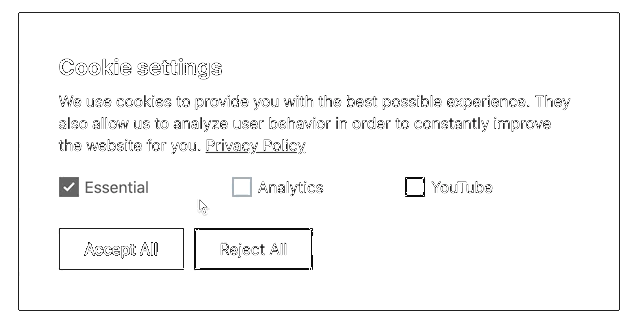 Cookie settings
We use cookies to provide you with the best possible experience. They
also allow us to analyze user behavior in order to constantly improve
the website for you. Privacy Policy
Essential Analytics YouTube
Accept All Reject All